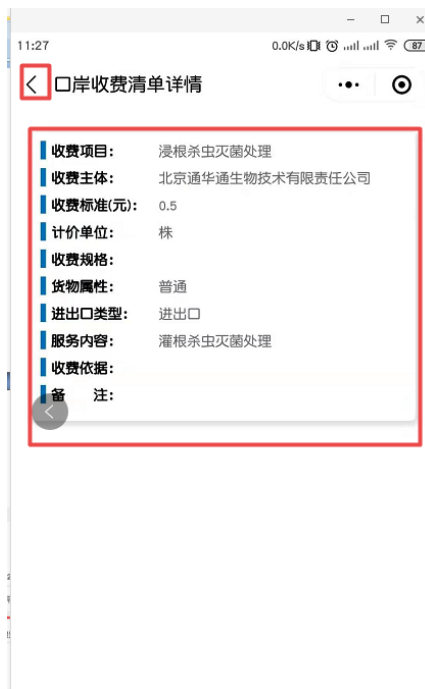 11:27 0.0K/s 87
口岸收费清单详情
收费项目： 浸根杀虫灭菌处理
收费主体： 北京通华通生物技术有限责任公司
收费标准(元)： 0.5
计价单位： 株
收费规格：
货物属性： 普通
进出口类型： 进出口
服务内容： 灌根杀虫灭菌处理
收费依据：
备 注：